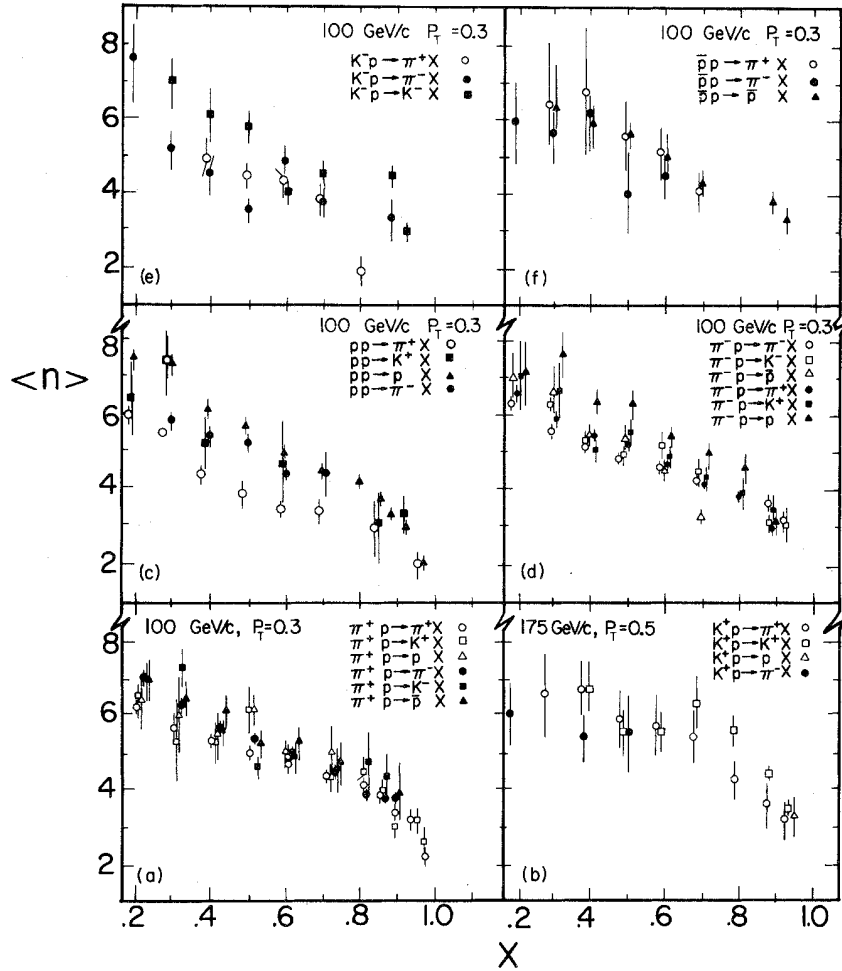 100 GeV/c P_T = 0.3
K⁻p → π⁺X ○
K⁻p → π⁻X ●
K⁻p → K⁻ X ■
(e)
8
6
4
2
100 GeV/c P_T = 0.3
p̄p → π⁺ X ○
p̄p → π⁻ X ●
p̄p → p̄ X ▲
(f)
<n>
100 GeV/c P_T = 0.3
pp → π⁺X ○
pp → K⁺ X ■
pp → p X ▲
pp → π⁻ X ●
(c)
8
6
4
2
100 GeV/c P_T = 0.3
π⁻ p → π⁻X ○
π⁻ p → K⁻X □
π⁻ p → p̄ X △
π⁻ p → π⁺X ●
π⁻ p → K⁺X ■
π⁻ p → p X ▲
(d)
100 GeV/c, P_T = 0.3
π⁺ p → π⁺X ○
π⁺ p → K⁺X □
π⁺ p → p X △
π⁺ p → π⁻X ●
π⁺ p → K⁻ X ■
π⁺ p → p̄ X ▲
(a)
8
6
4
2
175 GeV/c, P_T = 0.5
K⁺p → π⁺X ○
K⁺p → K⁺X □
K⁺p → p X △
K⁺p → π⁻X ●
(b)
.2 .4 .6 .8 1.0
.2 .4 .6 .8 1.0
X